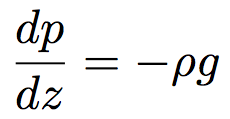 dp/dz = −ρg